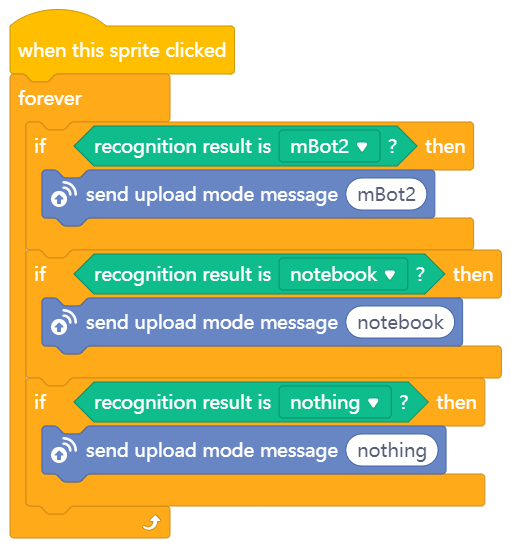 when this sprite clicked
forever
if recognition result is mBot2 ? then
send upload mode message mBot2
if recognition result is notebook ? then
send upload mode message notebook
if recognition result is nothing ? then
send upload mode message nothing